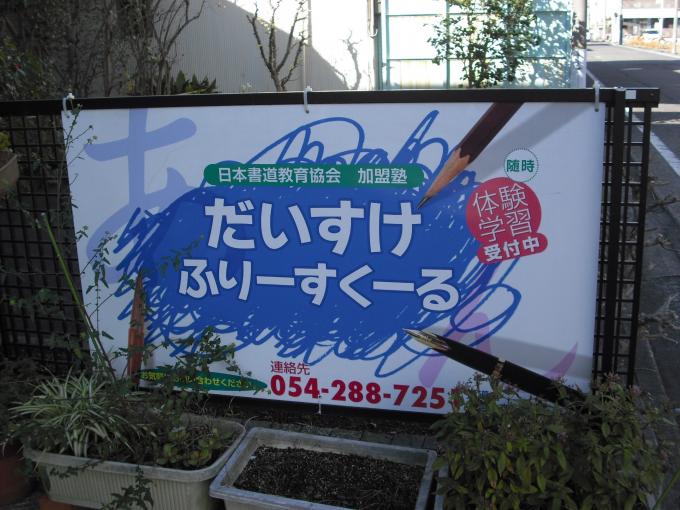 日本書道教育協会 加盟塾
だいすけ
ふりーすくーる
随時
体験
学習
受付中
連絡先
054-288-725